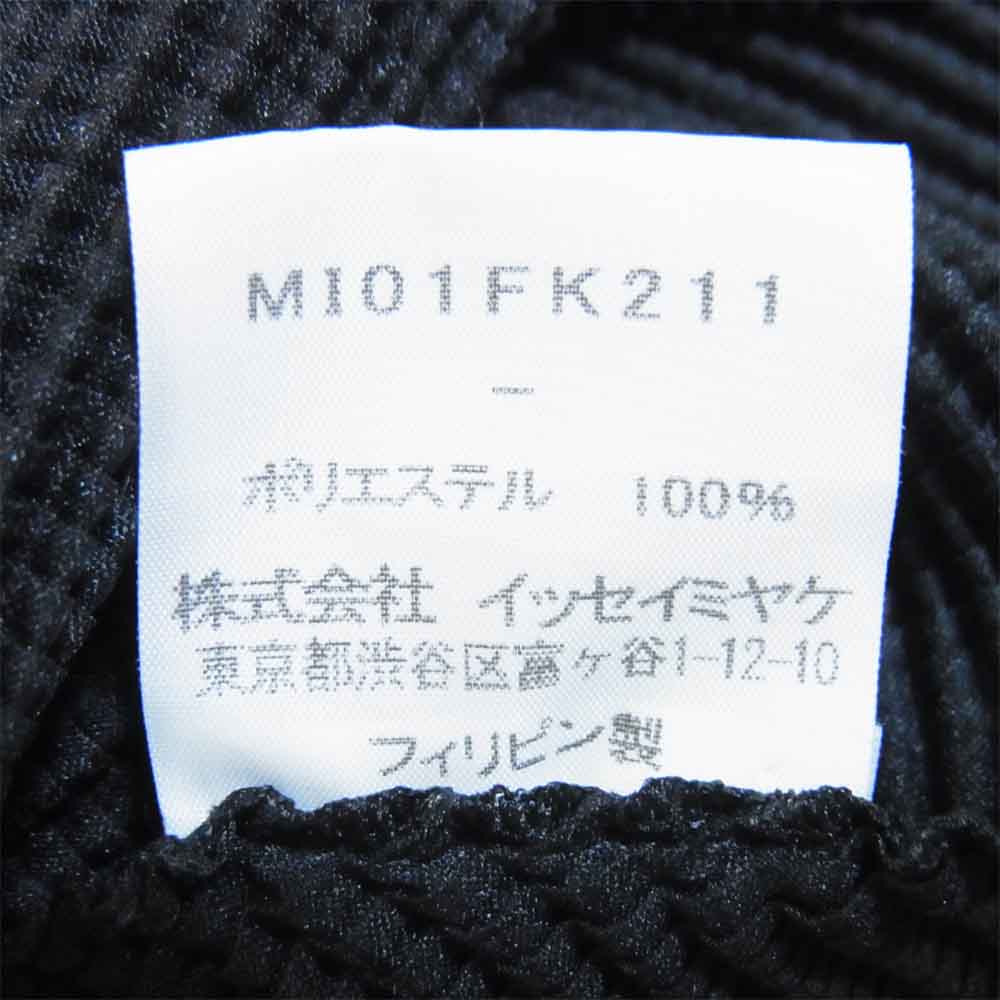 MI01FK211
-
ポリエステル 100%
株式会社 イッセイミヤケ
東京都渋谷区富ヶ谷1-12-10
フィリピン製